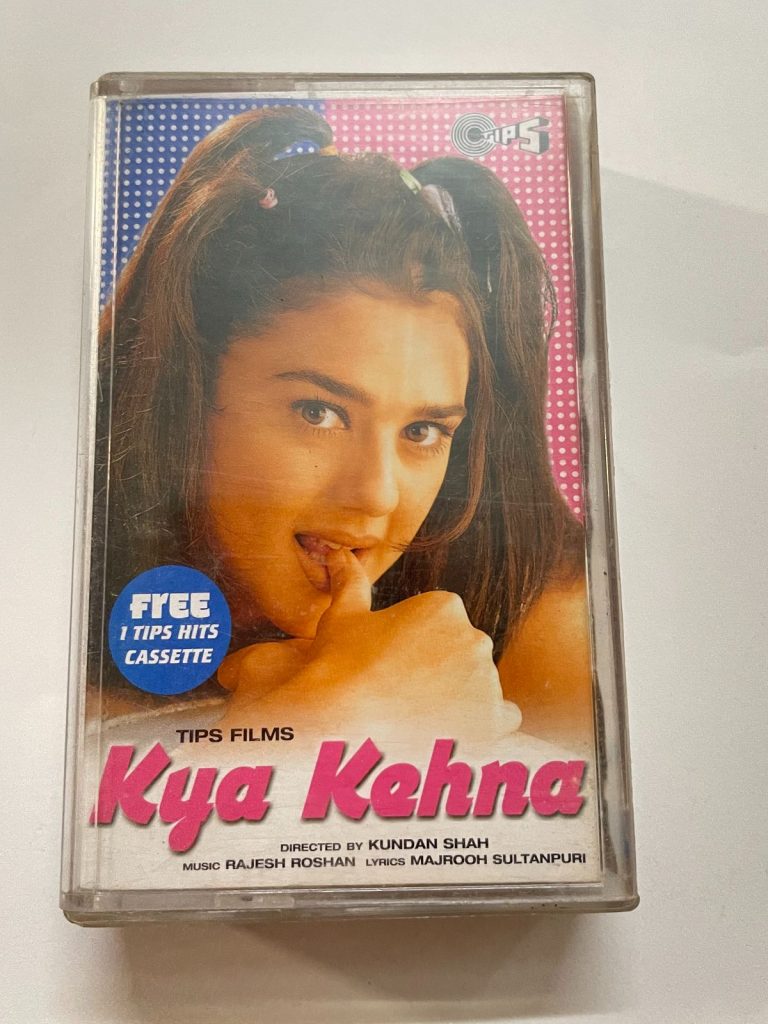 TIPS
FREE
1 TIPS HITS
CASSETTE
TIPS FILMS
Kya Kehna
DIRECTED BY KUNDAN SHAH
MUSIC RAJESH ROSHAN LYRICS MAJROOH SULTANPURI